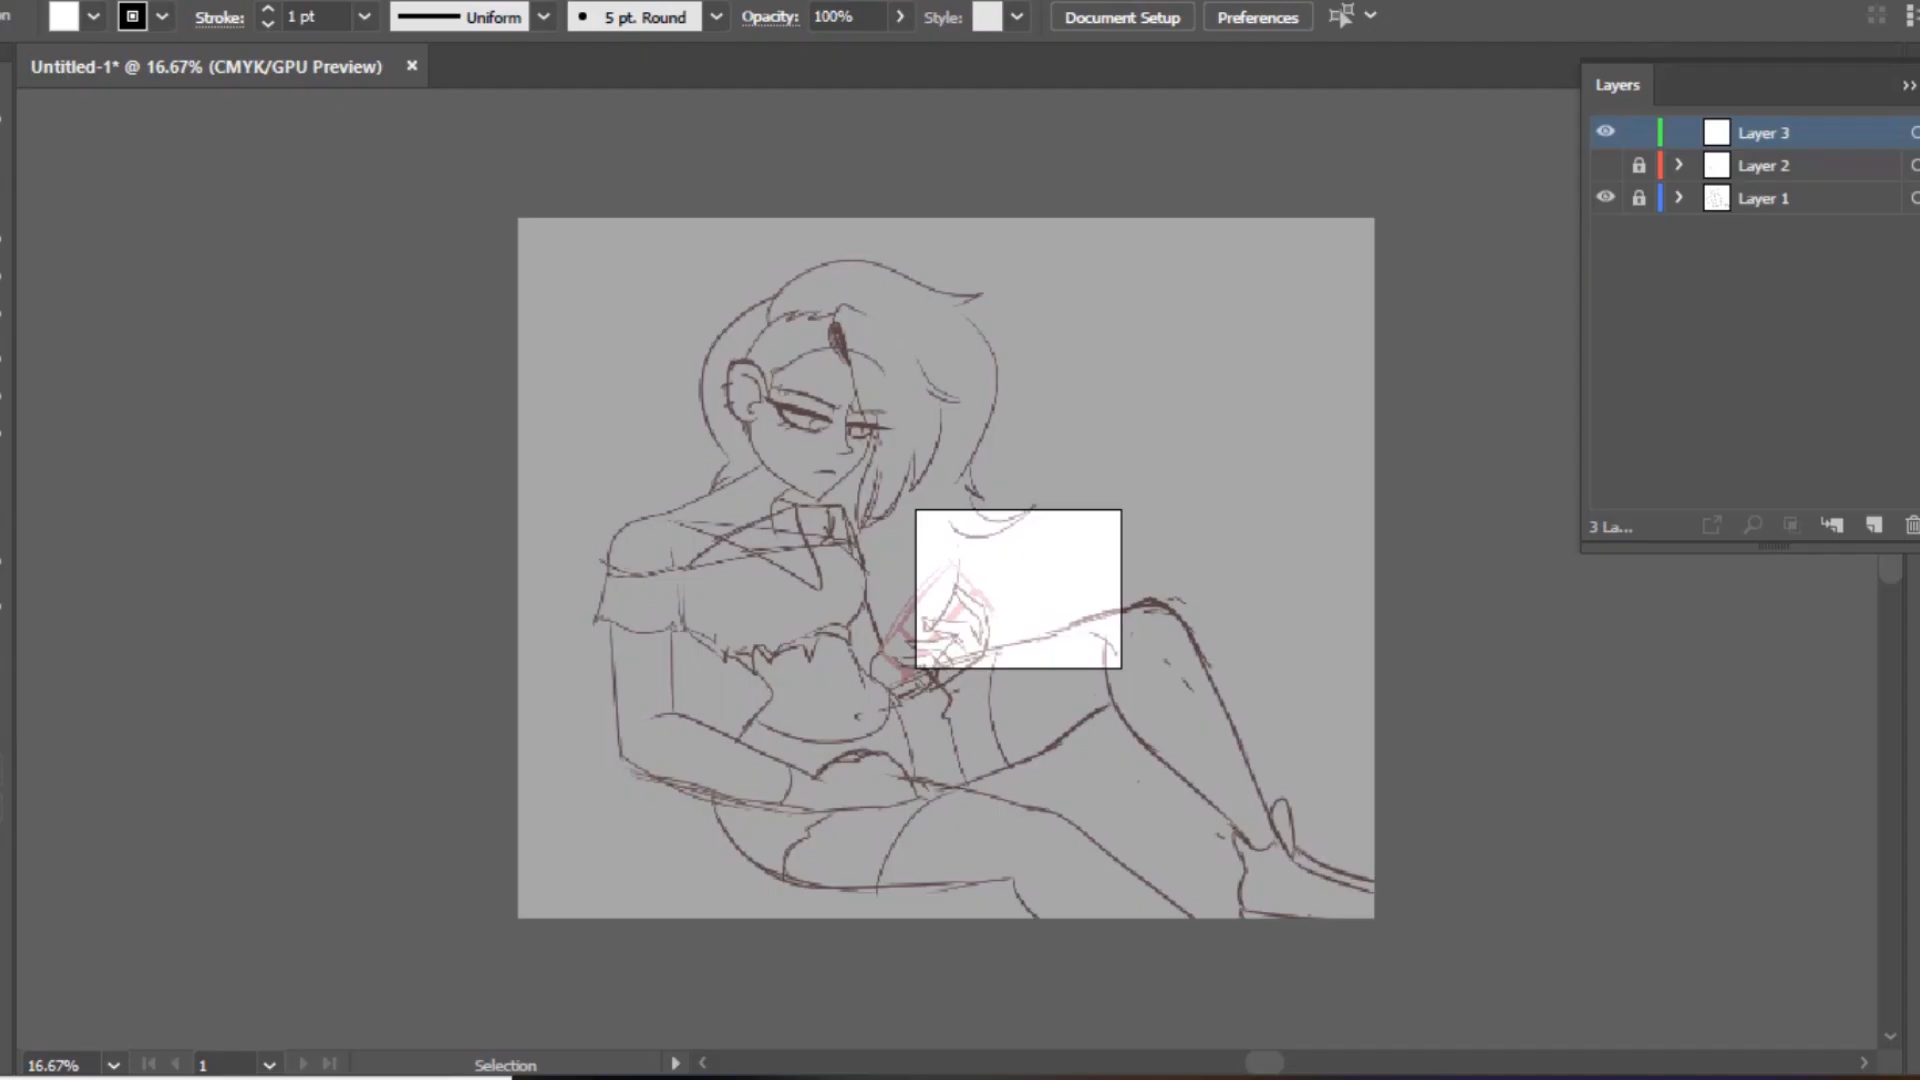 Stroke: 1 pt Uniform 5 pt. Round Opacity: 100% Style: Document Setup Preferences
Untitled-1* @ 16.67% (CMYK/GPU Preview) ×
Layers
Layer 3
Layer 2
Layer 1
3 La...
16.67% 1 Selection